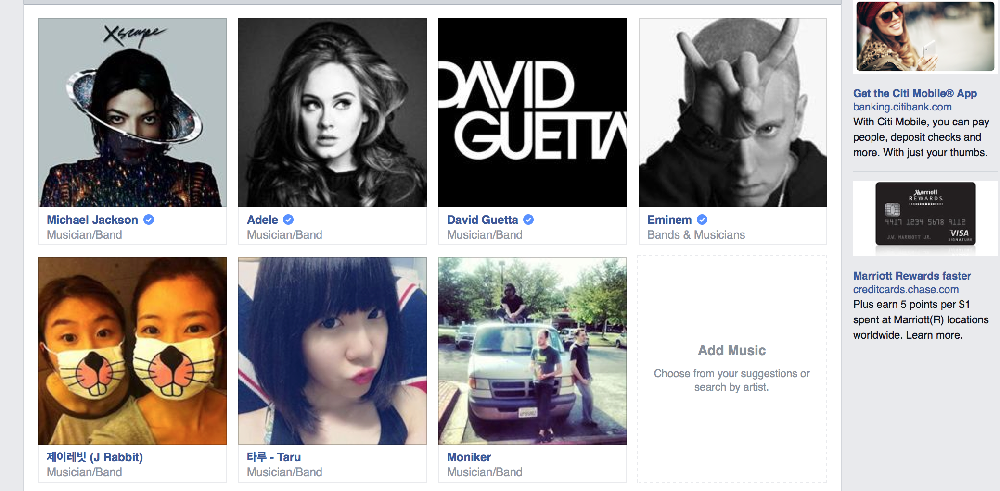 Xscape
DAVID
GUETTA
Michael Jackson
Musician/Band
Adele
Musician/Band
David Guetta
Musician/Band
Eminem
Bands & Musicians
제이레빗 (J Rabbit)
Musician/Band
타루 - Taru
Musician/Band
Moniker
Musician/Band
Add Music
Choose from your suggestions or
search by artist.
Get the Citi Mobile® App
banking.citibank.com
With Citi Mobile, you can pay
people, deposit checks and
more. With just your thumbs.
Marriott
REWARDS.
4417 1234 5678 9112
J.W. MARRIOTT JR.
VISA
SIGNATURE
Marriott Rewards faster
creditcards.chase.com
Plus earn 5 points per $1
spent at Marriott(R) locations
worldwide. Learn more.